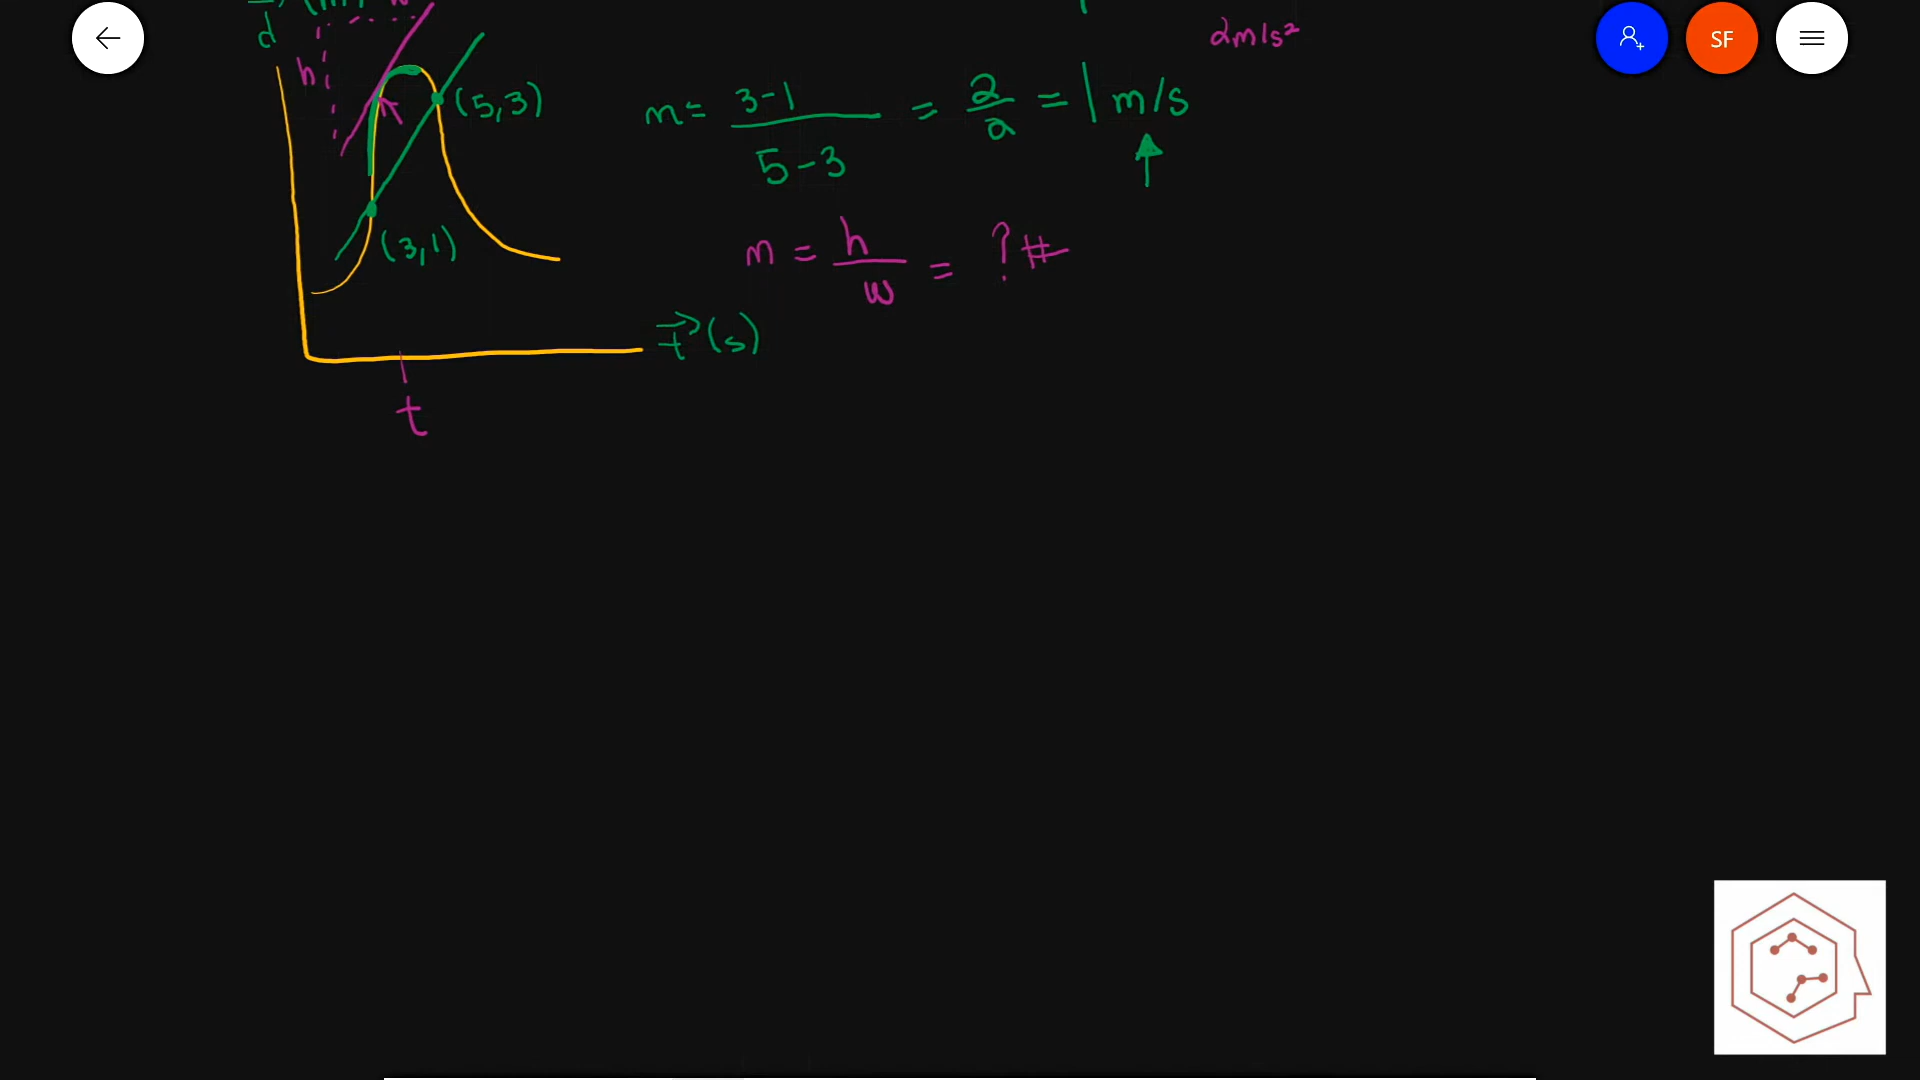 d (m) w
2m/s²
h
(5,3)
m = 3-1 / 5-3 = 2/2 = 1 m/s
(3,1)
m = h/w = ? #
t (s)
t
SF